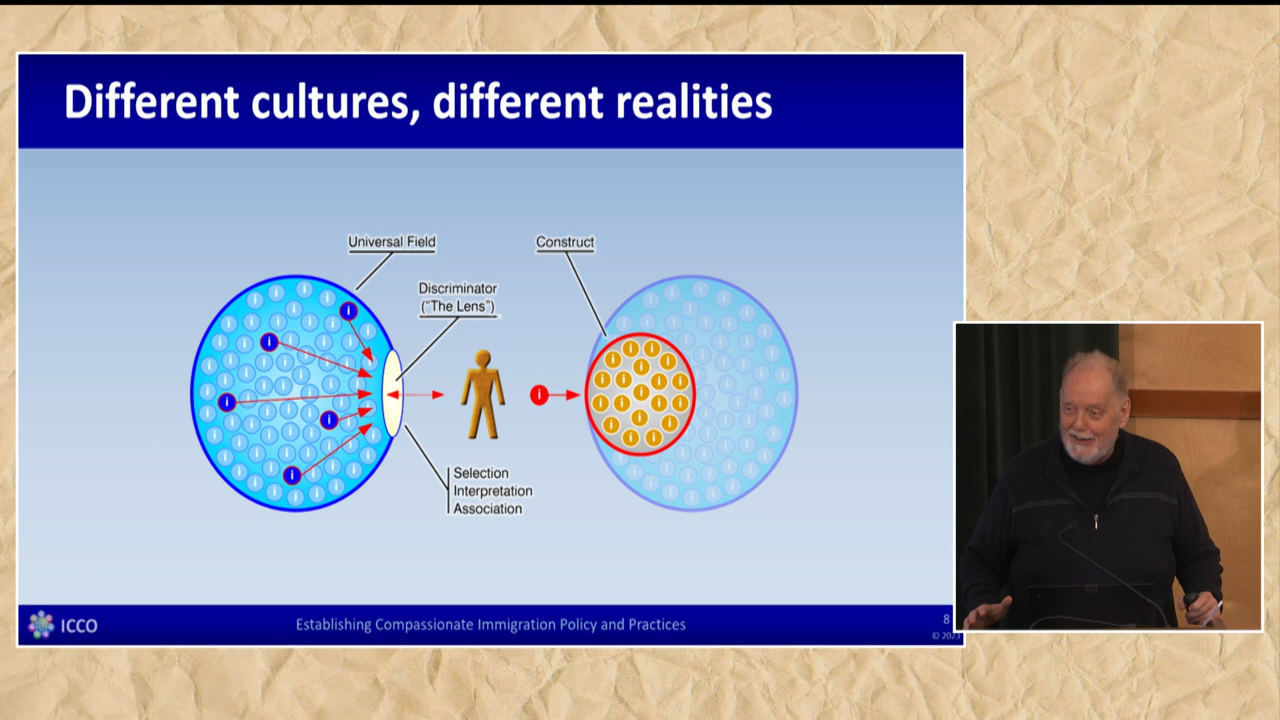 Different cultures, different realities
Universal Field
Construct
Discriminator
("The Lens")
Selection
Interpretation
Association
ICCO
Establishing Compassionate Immigration Policy and Practices
8
© 2023